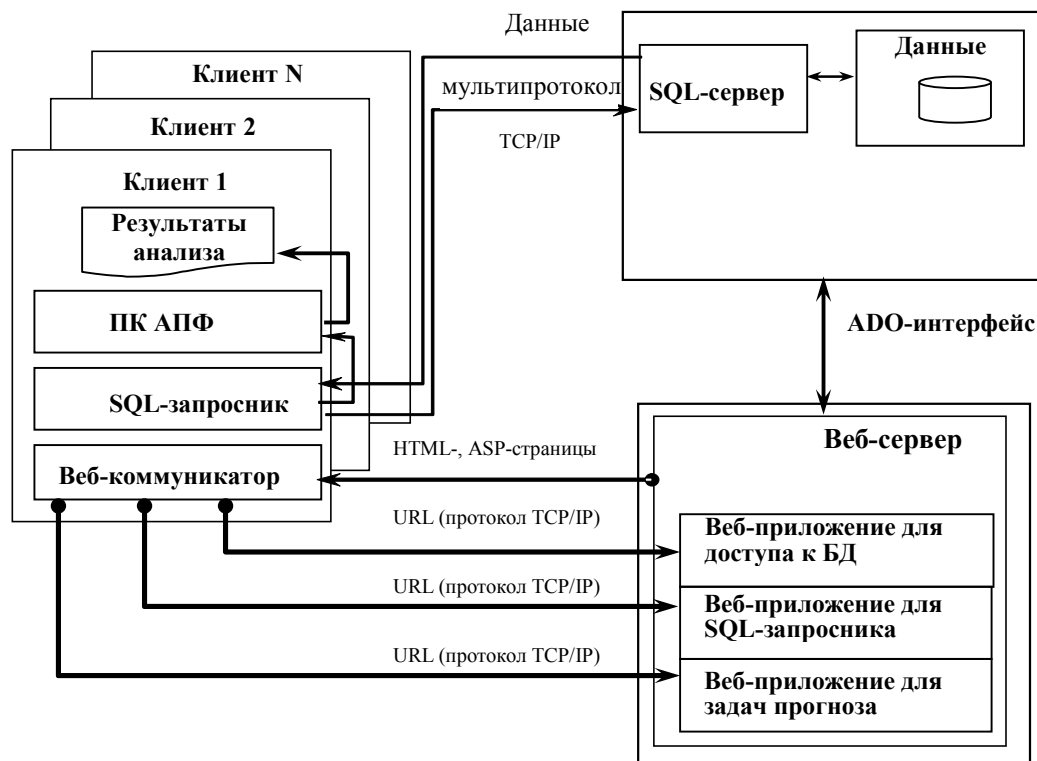 Клиент N
Клиент 2
Клиент 1
Результаты
анализа
ПК АПФ
SQL-запросник
Веб-коммуникатор
Данные
мультипротокол
TCP/IP
SQL-сервер
Данные
ADO-интерфейс
HTML-, ASP-страницы
URL (протокол TCP/IP)
URL (протокол TCP/IP)
URL (протокол TCP/IP)
Веб-сервер
Веб-приложение для
доступа к БД
Веб-приложение для
SQL-запросника
Веб-приложение для
задач прогноза